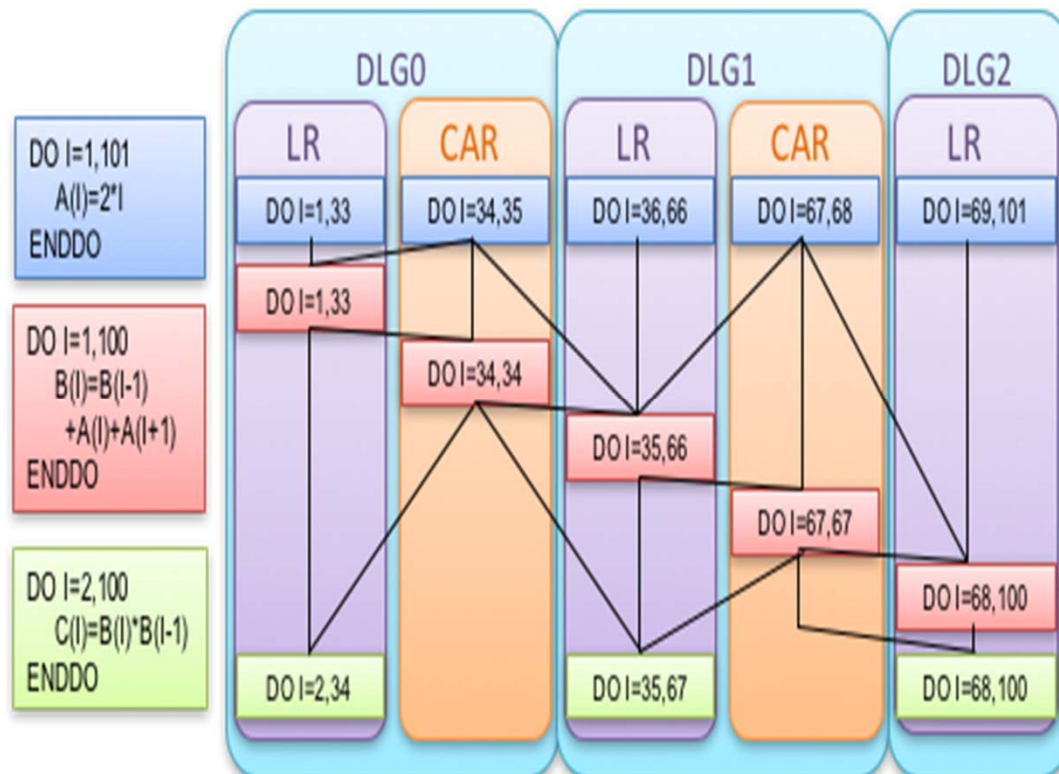 DLG0
DLG1
DLG2
LR
CAR
LR
CAR
LR
DO I=1,101
A(I)=2*I
ENDDO
DO I=1,33
DO I=34,35
DO I=36,66
DO I=67,68
DO I=69,101
DO I=1,100
B(I)=B(I-1)
+A(I)+A(I+1)
ENDDO
DO I=1,33
DO I=34,34
DO I=35,66
DO I=67,67
DO I=68,100
DO I=2,100
C(I)=B(I)*B(I-1)
ENDDO
DO I=2,34
DO I=35,67
DO I=68,100